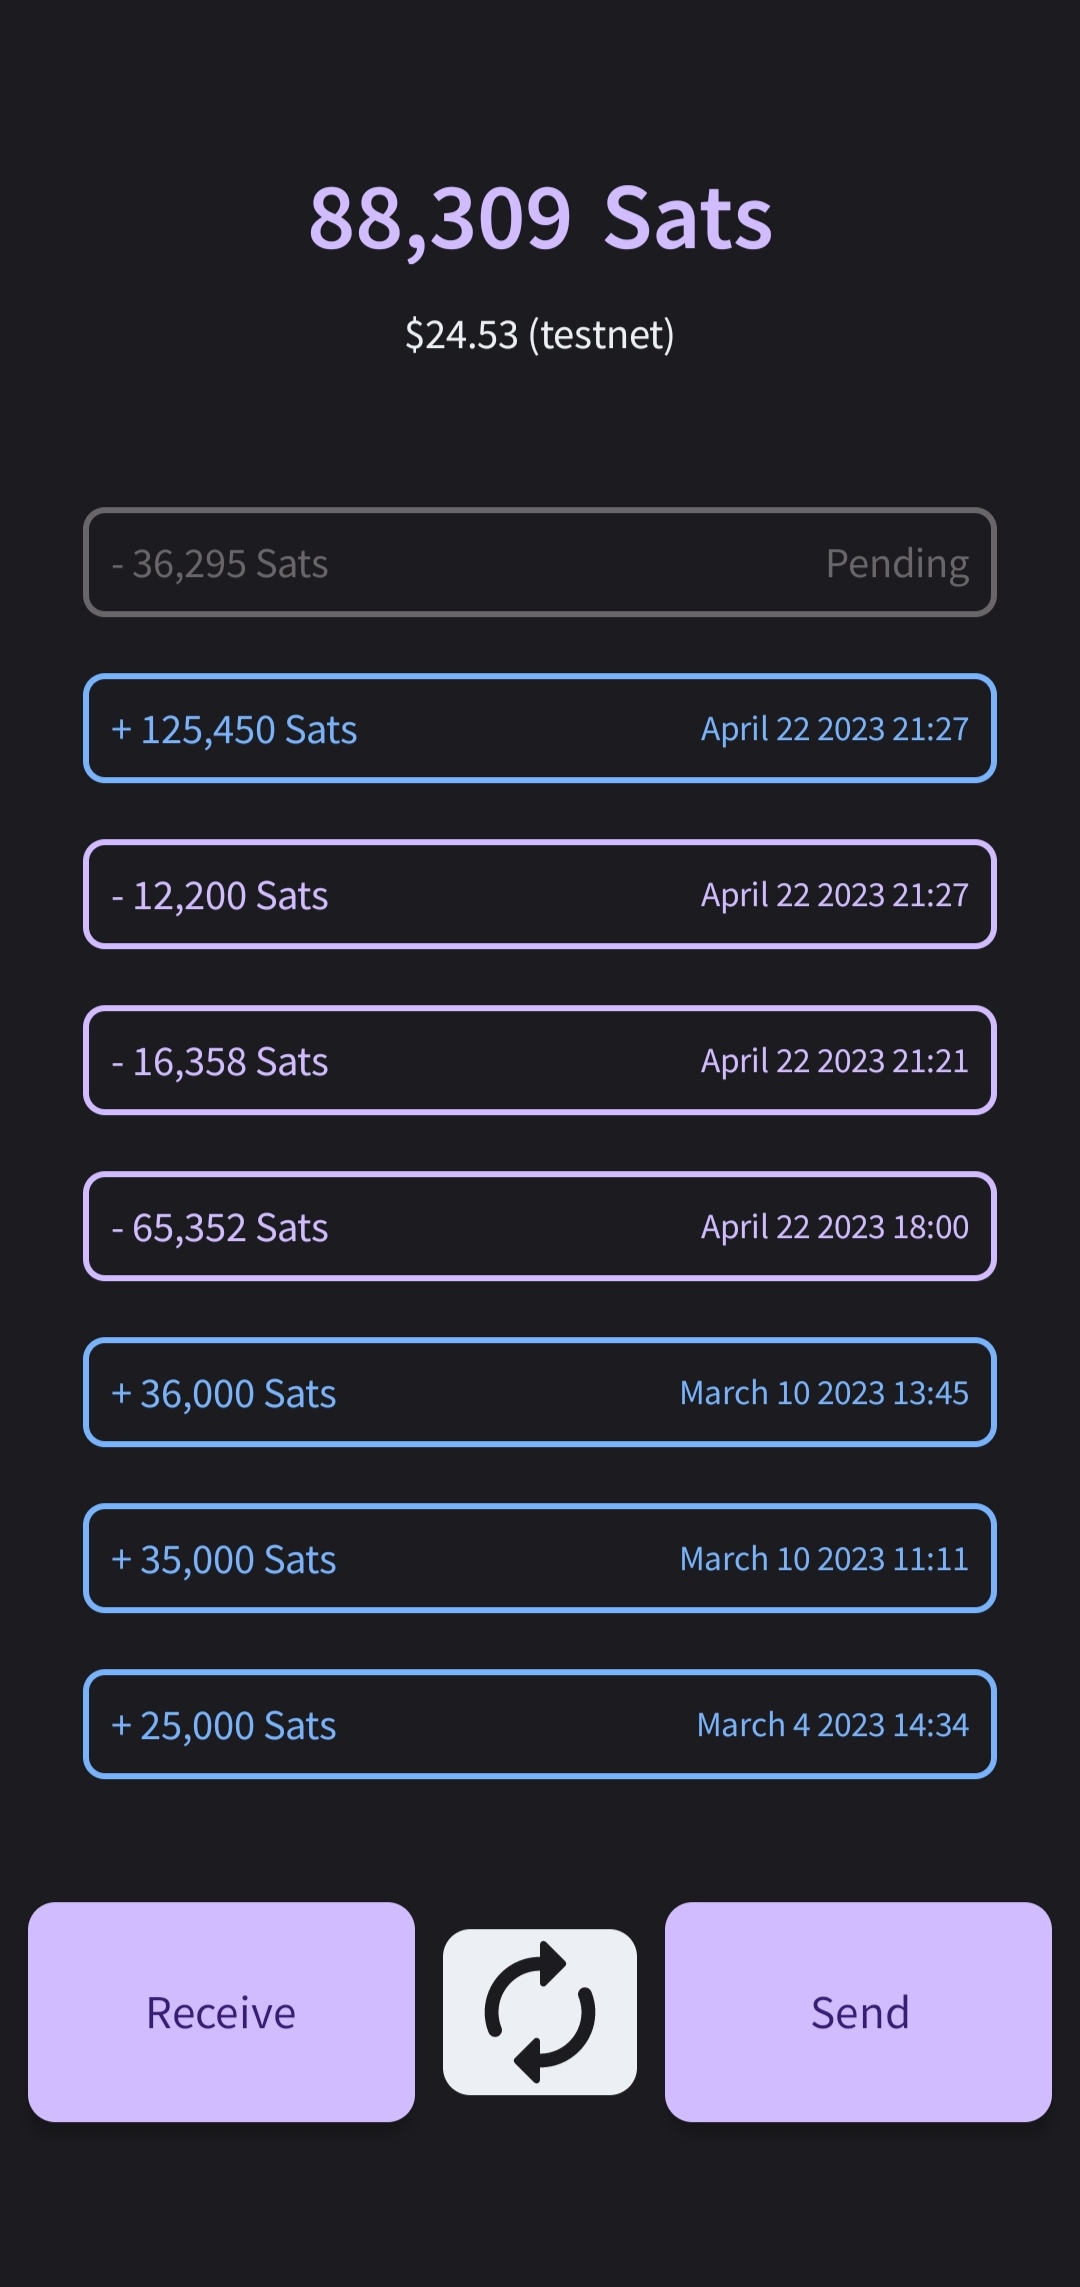 88,309 Sats
$24.53 (testnet)
- 36,295 Sats Pending
+ 125,450 Sats April 22 2023 21:27
- 12,200 Sats April 22 2023 21:27
- 16,358 Sats April 22 2023 21:21
- 65,352 Sats April 22 2023 18:00
+ 36,000 Sats March 10 2023 13:45
+ 35,000 Sats March 10 2023 11:11
+ 25,000 Sats March 4 2023 14:34
Receive Send